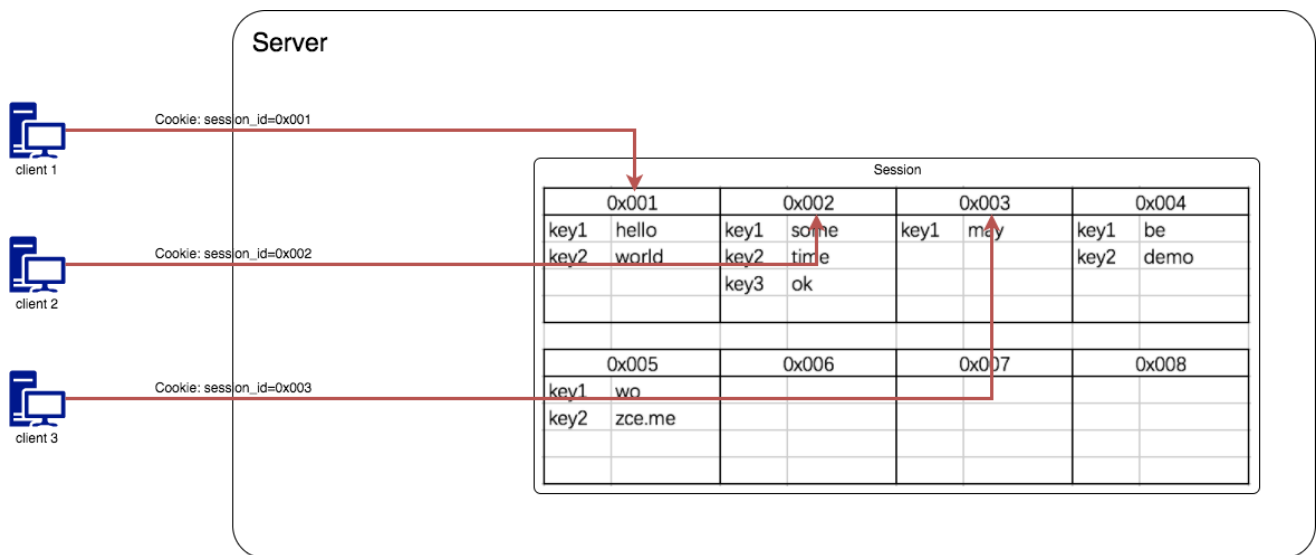 Server
Cookie: session_id=0x001
client 1
Session
0x001 0x002 0x003 0x004
key1 hello key1 some key1 may key1 be
key2 world key2 time key2 demo
key3 ok
Cookie: session_id=0x002
client 2
0x005 0x006 0x007 0x008
key1 wo
key2 zce.me
Cookie: session_id=0x003
client 3